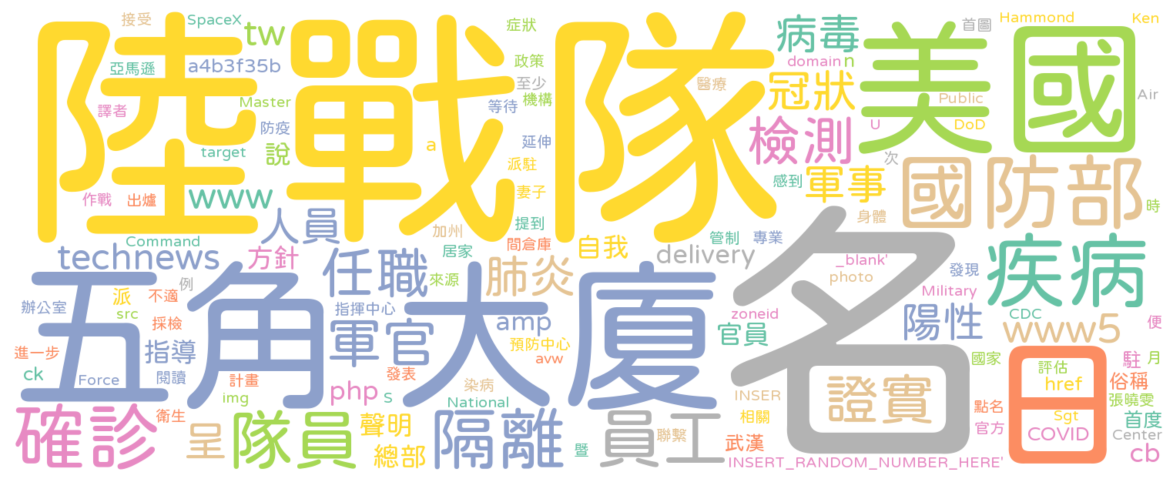 接受
SpaceX
tw
症狀
病毒
首圖
Hammond
Ken
陸戰隊
美國
亞馬遜
a4b3f35b
政策
domain
n
譯者
Master
至少
機構
醫療
冠狀
Public
Air
防疫
等待
target
說
a
延伸
檢測
U
DoD
次
作戰
出爐
www
派駐
感到
軍事
國防部
妻子
身體
時
人員
提到
加州
間倉庫
自我
管制
專業
Command
technews
方針
任職
居家
delivery
_blank'
發現
疾病
來源
肺炎
photo
例
派
不適
辦公室
src
指揮中心
五角大廈
名
Military
zoneid
CDC
採檢
軍官
amp
官員
陽性
www5
便
進一步
指導
預防中心
avw
國家
駐
月
ck
Force
閱讀
計畫
發表
評估
img
php
s
染病
National
INSER
證實
日
href
俗稱
張曉雯
確診
衛生
呈
隊員
聲明
隔離
員工
相關
點名
Sgt
首度
總部
暨
聯繫
武漢
官方
COVID
Center
INSERT_RANDOM_NUMBER_HERE'
cb